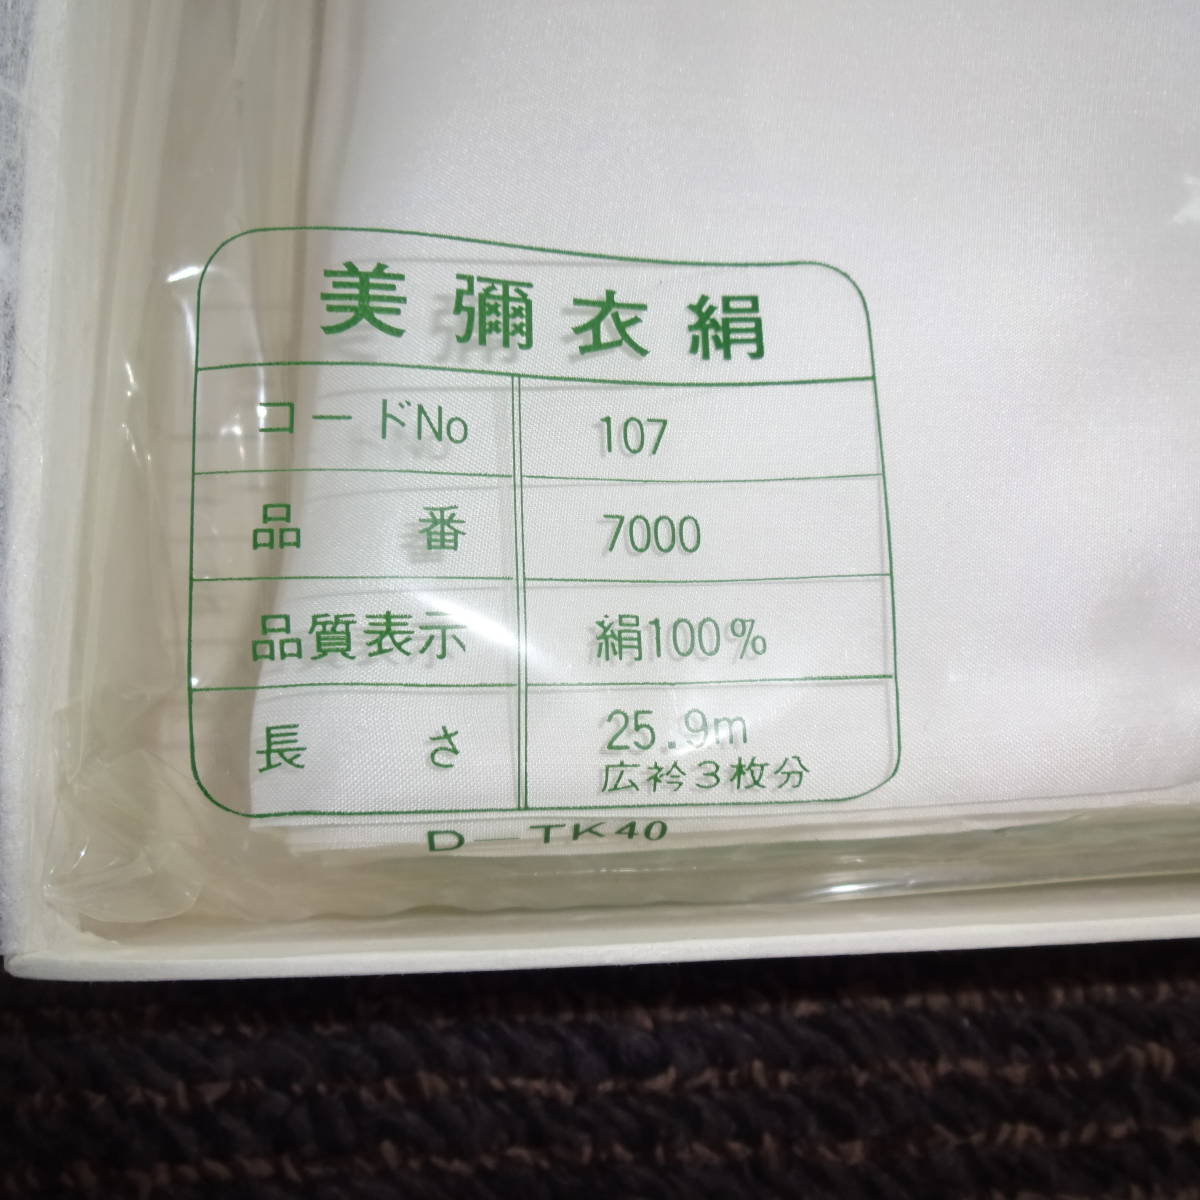 美彌衣絹
コードNo 107
品番 7000
品質表示 絹100%
長さ 25.9m
広衿3枚分
D-TK40